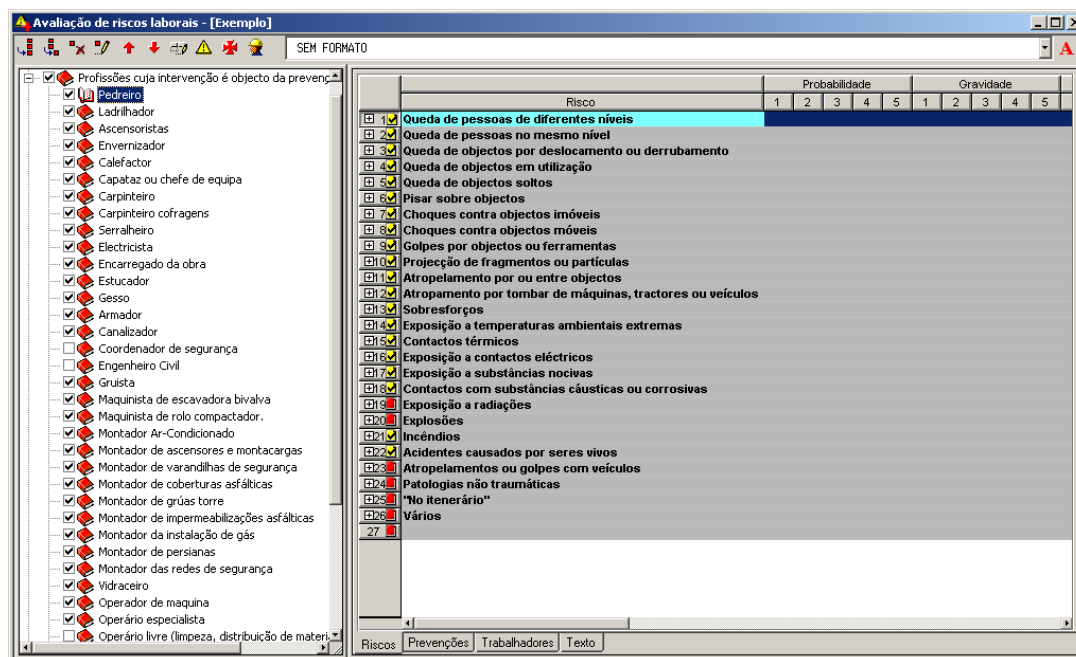 Avaliação de riscos laborais - [Exemplo]
SEM FORMATO
A
Profissões cuja intervenção é objecto da prevenç
Pedreiro
Ladrilhador
Ascensoristas
Envernizador
Calefactor
Capataz ou chefe de equipa
Carpinteiro
Carpinteiro cofragens
Serralheiro
Electricista
Encarregado da obra
Estucador
Gesso
Armador
Canalizador
Coordenador de segurança
Engenheiro Civil
Gruista
Maquinista de escavadora bivalva
Maquinista de rolo compactador.
Montador Ar-Condicionado
Montador de ascensores e montacargas
Montador de varandilhas de segurança
Montador de coberturas asfálticas
Montador de grúas torre
Montador de impermeabilizações asfálticas
Montador da instalação de gás
Montador de persianas
Montador das redes de segurança
Vidraceiro
Operador de maquina
Operário especialista
Operário livre (limpeza, distribuição de materi
Probabilidade Gravidade
Risco 1 2 3 4 5 1 2 3 4 5
1 Queda de pessoas de diferentes níveis
2 Queda de pessoas no mesmo nível
3 Queda de objectos por deslocamento ou derrubamento
4 Queda de objectos em utilização
5 Queda de objectos soltos
6 Pisar sobre objectos
7 Choques contra objectos imóveis
8 Choques contra objectos móveis
9 Golpes por objectos ou ferramentas
10 Projecção de fragmentos ou partículas
11 Atropelamento por ou entre objectos
12 Atropamento por tombar de máquinas, tractores ou veículos
13 Sobresforços
14 Exposição a temperaturas ambientais extremas
15 Contactos térmicos
16 Exposição a contactos eléctricos
17 Exposição a substâncias nocivas
18 Contactos com substâncias cáusticas ou corrosivas
19 Exposição a radiações
20 Explosões
21 Incêndios
22 Acidentes causados por seres vivos
23 Atropelamentos ou golpes com veículos
24 Patologias não traumáticas
25 "No itenerário"
26 Vários
27
Riscos Prevenções Trabalhadores Texto